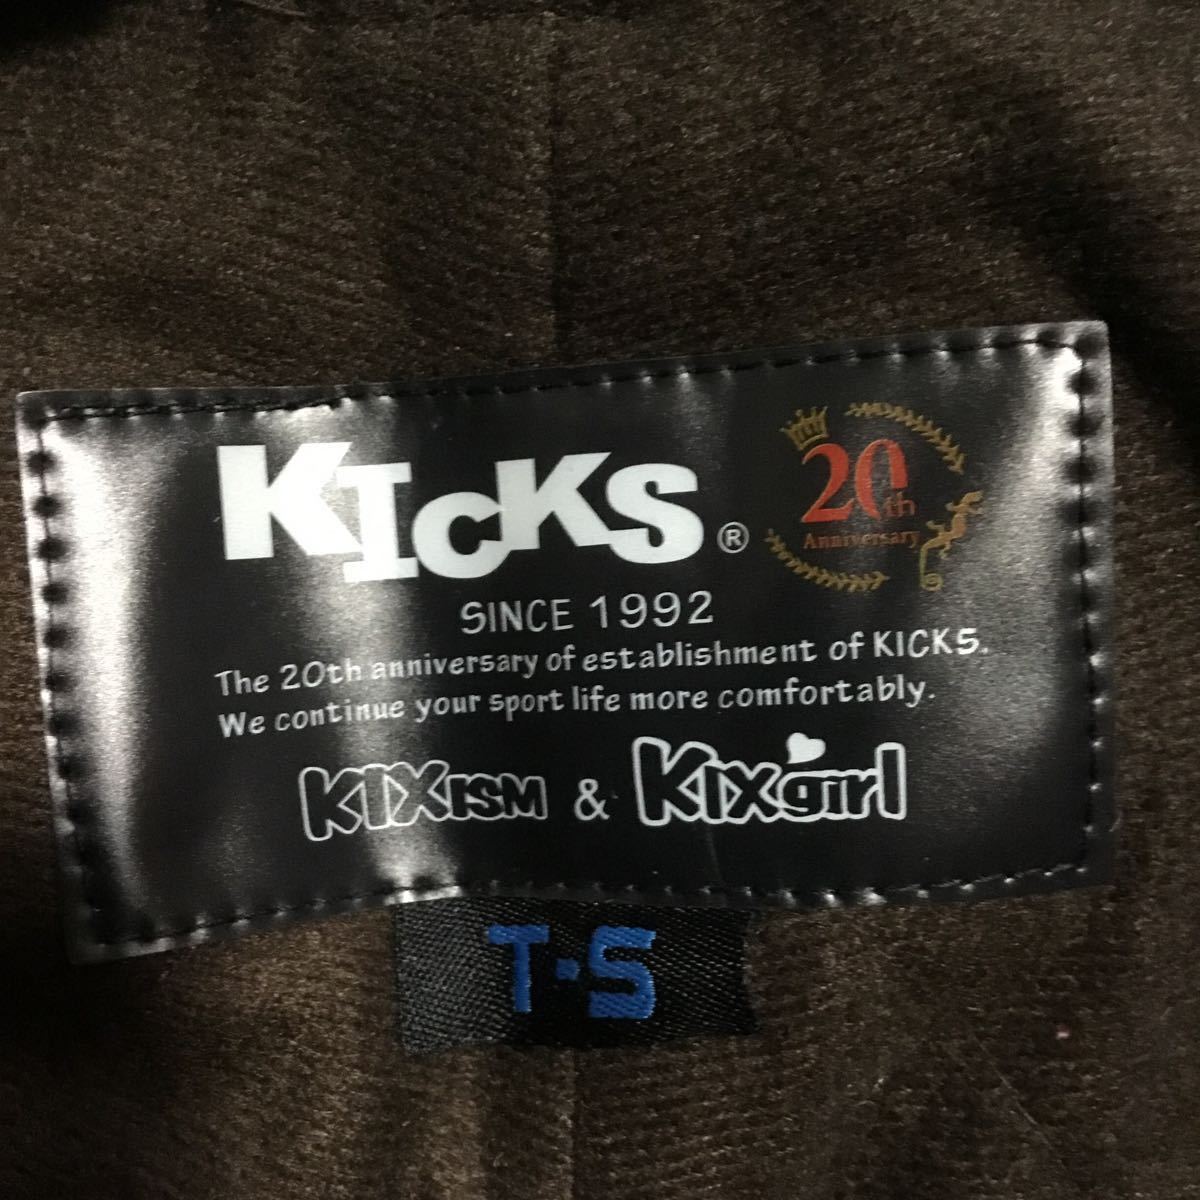 KICKS ®
20th
Anniversary
SINCE 1992
The 20th anniversary of establishment of KICKS.
We continue your sport life more comfortably.
KIXISM & KIXgirl
T·S